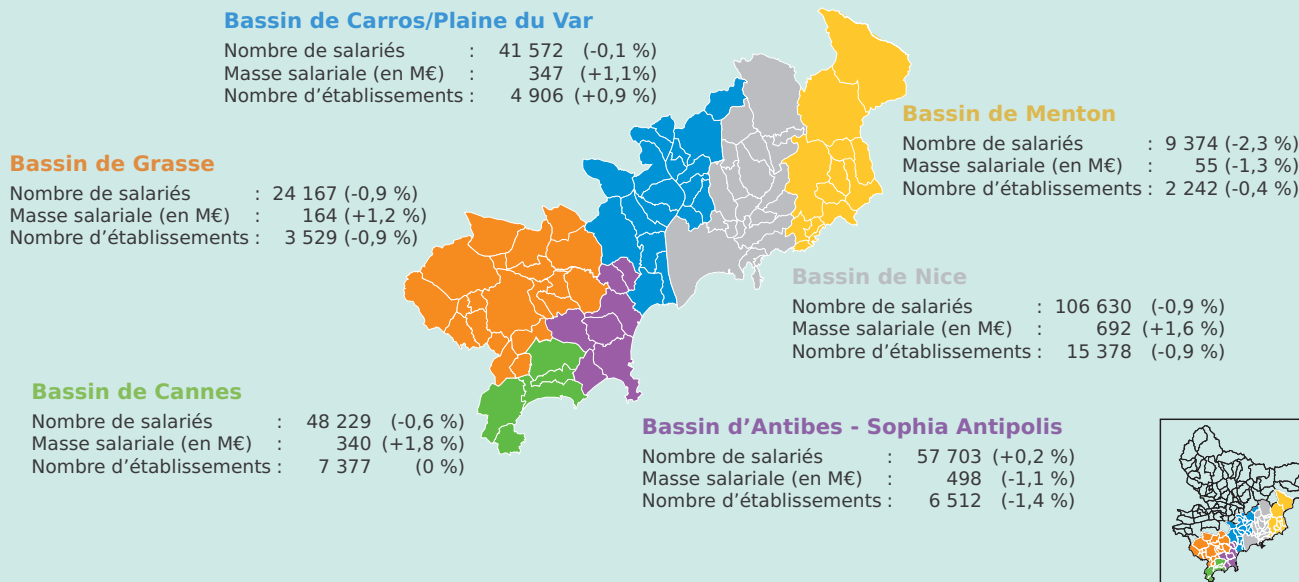 Bassin de Carros/Plaine du Var
Nombre de salariés : 41 572 (-0,1 %)
Masse salariale (en M€) : 347 (+1,1%)
Nombre d’établissements : 4 906 (+0,9 %)
Bassin de Menton
Nombre de salariés : 9 374 (-2,3 %)
Masse salariale (en M€) : 55 (-1,3 %)
Nombre d’établissements : 2 242 (-0,4 %)
Bassin de Grasse
Nombre de salariés : 24 167 (-0,9 %)
Masse salariale (en M€) : 164 (+1,2 %)
Nombre d’établissements : 3 529 (-0,9 %)
Bassin de Nice
Nombre de salariés : 106 630 (-0,9 %)
Masse salariale (en M€) : 692 (+1,6 %)
Nombre d’établissements : 15 378 (-0,9 %)
Bassin de Cannes
Nombre de salariés : 48 229 (-0,6 %)
Masse salariale (en M€) : 340 (+1,8 %)
Nombre d’établissements : 7 377 (0 %)
Bassin d’Antibes - Sophia Antipolis
Nombre de salariés : 57 703 (+0,2 %)
Masse salariale (en M€) : 498 (-1,1 %)
Nombre d’établissements : 6 512 (-1,4 %)